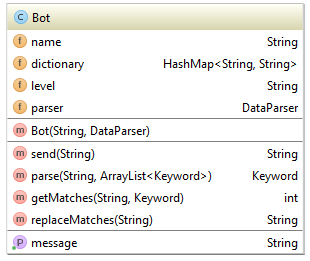 C Bot
f name String
f dictionary HashMap<String, String>
f level String
f parser DataParser
m Bot(String, DataParser)
m send(String) String
m parse(String, ArrayList<Keyword>) Keyword
m getMatches(String, Keyword) int
m replaceMatches(String) String
P message String